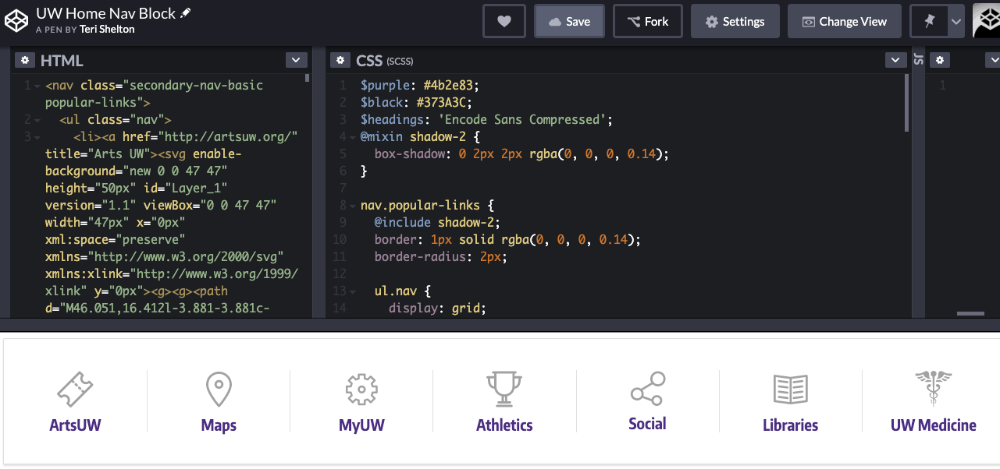 UW Home Nav Block
A PEN BY Teri Shelton
Save
Fork
Settings
Change View
HTML
1 <nav class="secondary-nav-basic
popular-links">
2 <ul class="nav">
3 <li><a href="http://artsuw.org/"
title="Arts UW"><svg enable-
background="new 0 0 47 47"
height="50px" id="Layer_1"
version="1.1" viewBox="0 0 47 47"
width="47px" x="0px"
xml:space="preserve"
xmlns="http://www.w3.org/2000/svg"
xmlns:xlink="http://www.w3.org/1999/
xlink" y="0px"><g><g><path
d="M46.051,16.412l-3.881-3.881c-
CSS (SCSS)
1 $purple: #4b2e83;
2 $black: #373A3C;
3 $headings: 'Encode Sans Compressed';
4 @mixin shadow-2 {
5 box-shadow: 0 2px 2px rgba(0, 0, 0, 0.14);
6 }
7
8 nav.popular-links {
9 @include shadow-2;
10 border: 1px solid rgba(0, 0, 0, 0.14);
11 border-radius: 2px;
12
13 ul.nav {
14 display: grid;
JS
1
ArtsUW
Maps
MyUW
Athletics
Social
Libraries
UW Medicine